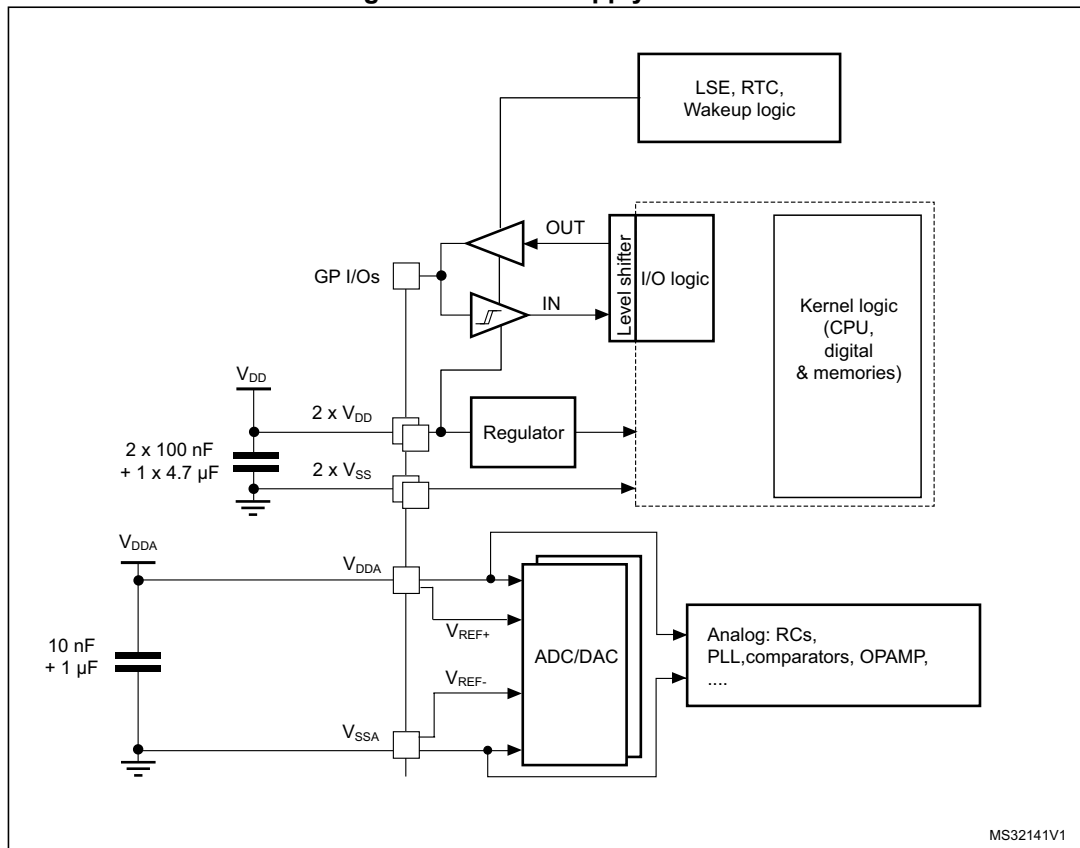 LSE, RTC,
Wakeup logic
OUT
Level shifter
I/O logic
GP I/Os
IN
Kernel logic
(CPU,
digital
& memories)
VDD
2 x VDD
Regulator
2 x 100 nF
+ 1 x 4.7 µF
2 x VSS
VDDA
VDDA
VREF+
10 nF
+ 1 µF
ADC/DAC
Analog: RCs,
PLL,comparators, OPAMP,
....
VREF-
VSSA
MS32141V1